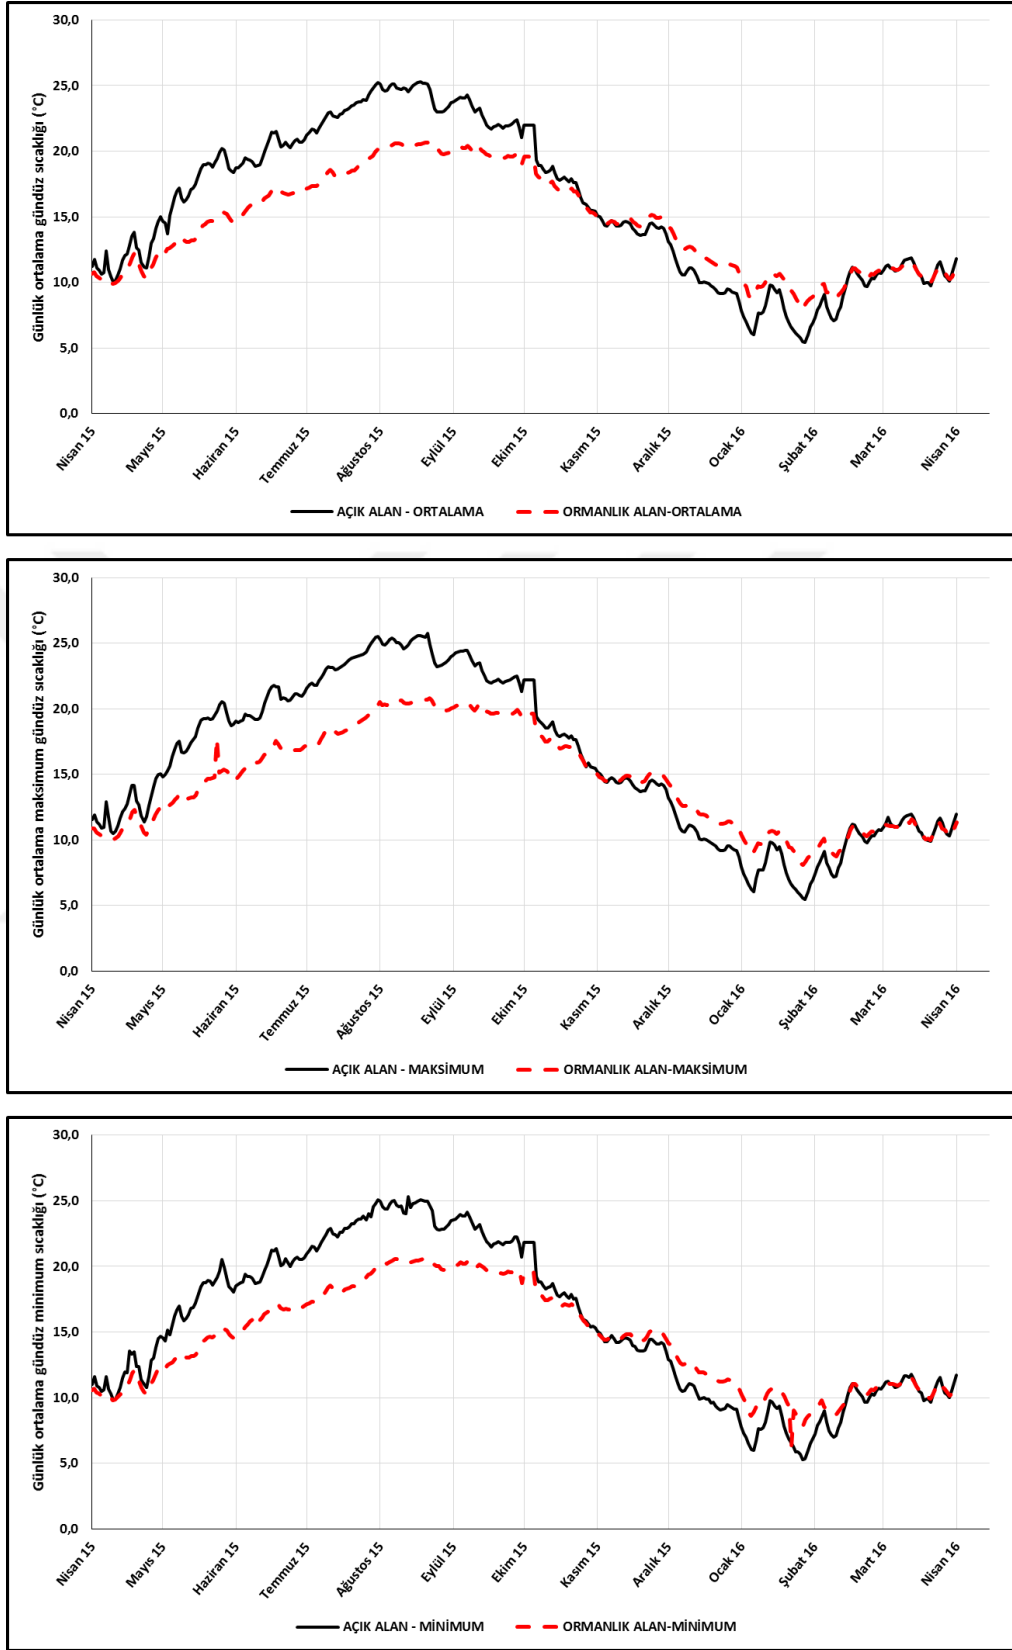 Günlük ortalama gündüz sıcaklığı (°C)
30,0
25,0
20,0
15,0
10,0
5,0
0,0
Nisan 15
Mayıs 15
Haziran 15
Temmuz 15
Ağustos 15
Eylül 15
Ekim 15
Kasım 15
Aralık 15
Ocak 16
Şubat 16
Mart 16
Nisan 16
AÇIK ALAN - ORTALAMA
ORMANLIK ALAN-ORTALAMA
Günlük ortalama maksimum gündüz sıcaklığı (°C)
30,0
25,0
20,0
15,0
10,0
5,0
0,0
Nisan 15
Mayıs 15
Haziran 15
Temmuz 15
Ağustos 15
Eylül 15
Ekim 15
Kasım 15
Aralık 15
Ocak 16
Şubat 16
Mart 16
Nisan 16
AÇIK ALAN - MAKSİMUM
ORMANLIK ALAN-MAKSİMUM
Günlük ortalama gündüz minimum sıcaklığı (°C)
30,0
25,0
20,0
15,0
10,0
5,0
0,0
Nisan 15
Mayıs 15
Haziran 15
Temmuz 15
Ağustos 15
Eylül 15
Ekim 15
Kasım 15
Aralık 15
Ocak 16
Şubat 16
Mart 16
Nisan 16
AÇIK ALAN - MİNİMUM
ORMANLIK ALAN-MİNİMUM